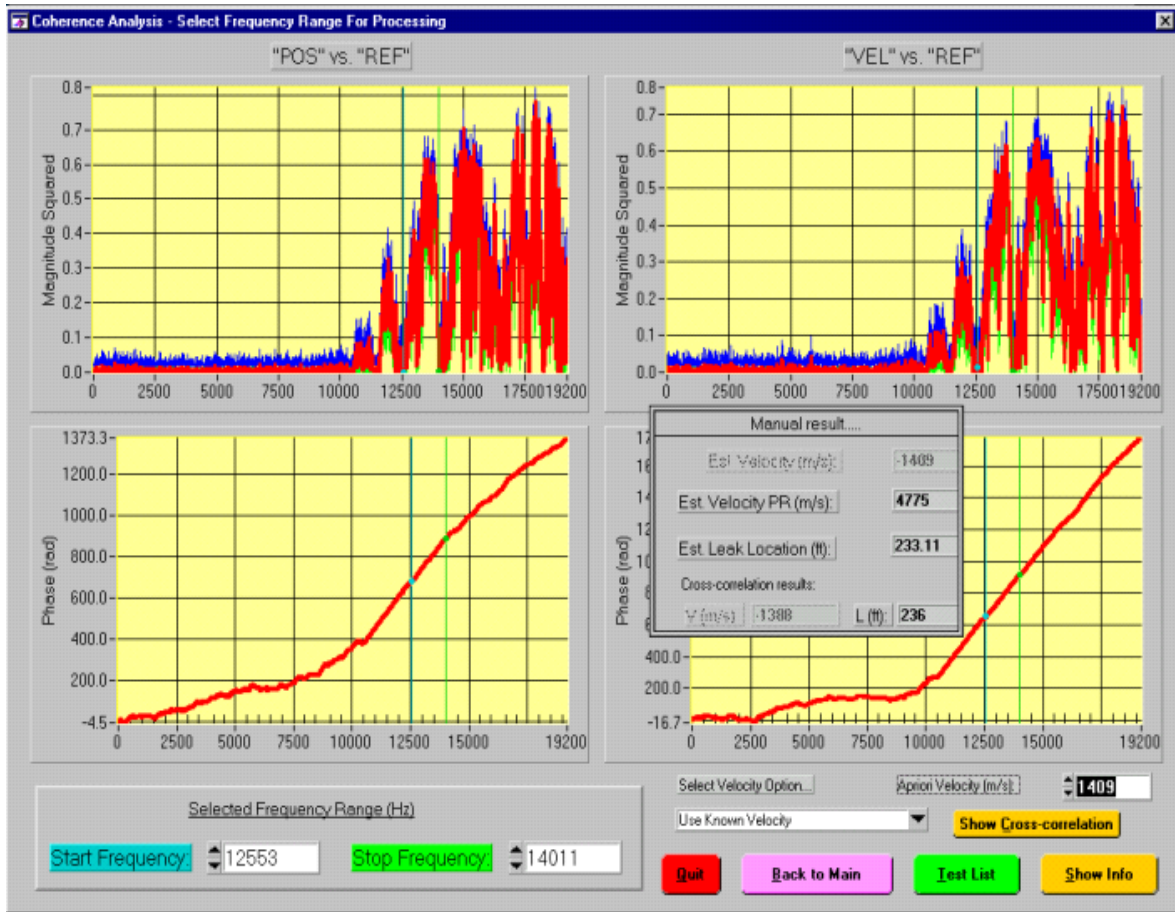 Coherence Analysis - Select Frequency Range For Processing
"POS" vs. "REF"
"VEL" vs. "REF"
Magnitude Squared
0.8
0.7
0.6
0.5
0.4
0.3
0.2
0.1
0.0
0 2500 5000 7500 10000 12500 15000 17500 19200
Magnitude Squared
0.8
0.7
0.6
0.5
0.4
0.3
0.2
0.1
0.0
0 2500 5000 7500 10000 12500 15000 17500 19200
Phase (rad)
1373.3
1200.0
1000.0
800.0
600.0
400.0
200.0
-4.5
0 2500 5000 7500 10000 12500 15000 19200
Phase (rad)
400.0
200.0
-16.7
0 2500 5000 7500 10000 12500 15000 19200
Manual result....
Est. Velocity (m/s): -1409
Est. Velocity PR (m/s): 4775
Est. Leak Location (ft): 233.11
Cross-correlation results:
V (m/s) -1388 L (ft): 236
Selected Frequency Range (Hz)
Start Frequency: 12553 Stop Frequency: 14011
Select Velocity Option... Apriori Velocity (m/s): 1409
Use Known Velocity Show Cross-correlation
Quit Back to Main Test List Show Info